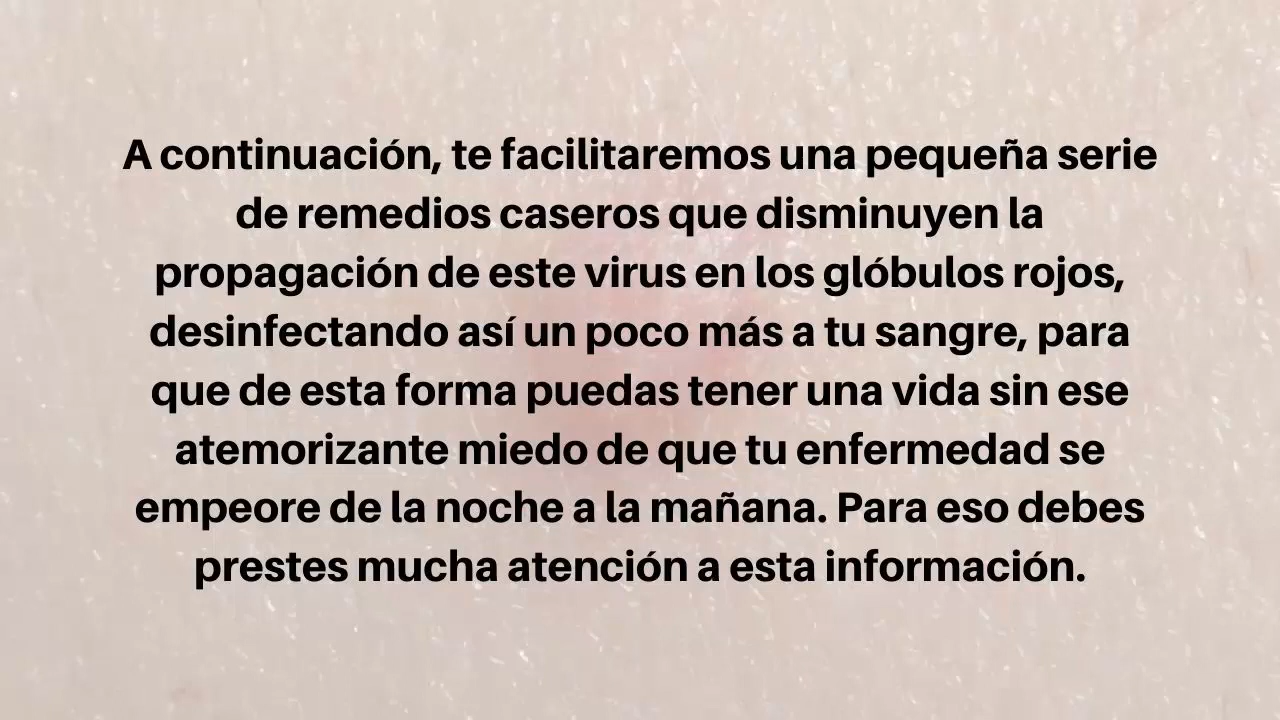 A continuación, te facilitaremos una pequeña serie
de remedios caseros que disminuyen la
propagación de este virus en los glóbulos rojos,
desinfectando así un poco más a tu sangre, para
que de esta forma puedas tener una vida sin ese
atemorizante miedo de que tu enfermedad se
empeore de la noche a la mañana. Para eso debes
prestes mucha atención a esta información.